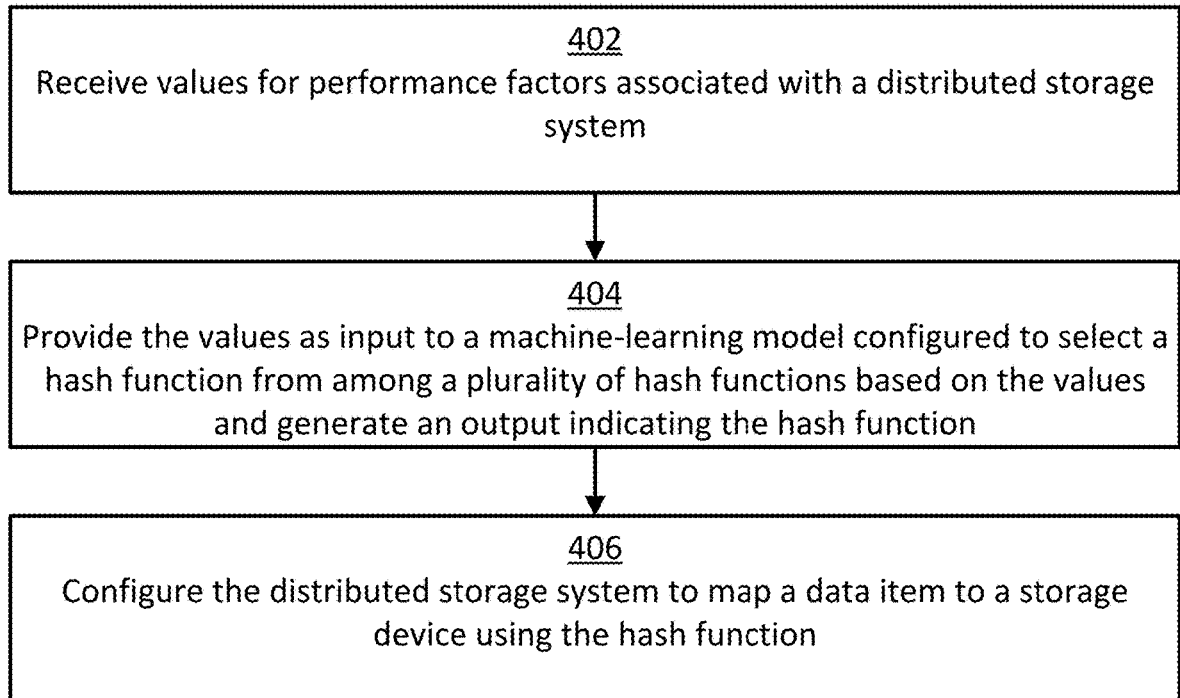 402
Receive values for performance factors associated with a distributed storage
system
404
Provide the values as input to a machine-learning model configured to select a
hash function from among a plurality of hash functions based on the values
and generate an output indicating the hash function
406
Configure the distributed storage system to map a data item to a storage
device using the hash function